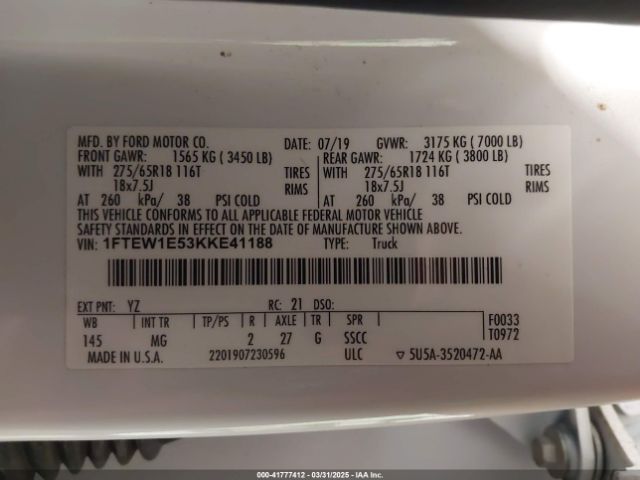 MFD. BY FORD MOTOR CO. DATE: 07/19 GVWR: 3175 KG ( 7000 LB)
FRONT GAWR: 1565 KG ( 3450 LB) REAR GAWR: 1724 KG ( 3800 LB)
WITH 275/65R18 116T TIRES WITH 275/65R18 116T TIRES
18x7.5J RIMS 18x7.5J RIMS
AT 260 kPa/ 38 PSI COLD AT 260 kPa/ 38 PSI COLD
THIS VEHICLE CONFORMS TO ALL APPLICABLE FEDERAL MOTOR VEHICLE
SAFETY STANDARDS IN EFFECT ON THE DATE OF MANUFACTURE SHOWN ABOVE.
VIN: 1FTEW1E53KKE41188 TYPE: Truck
EXT PNT: YZ RC: 21 DSO:
WB INT TR TP/PS R AXLE TR SPR F0033
145 MG 2 27 G SSCC T0972
MADE IN U.S.A. 2201907230596 ULC ▽ 5U5A-3520472-AA
000-41777412 - 03/31/2025 - IAA Inc.